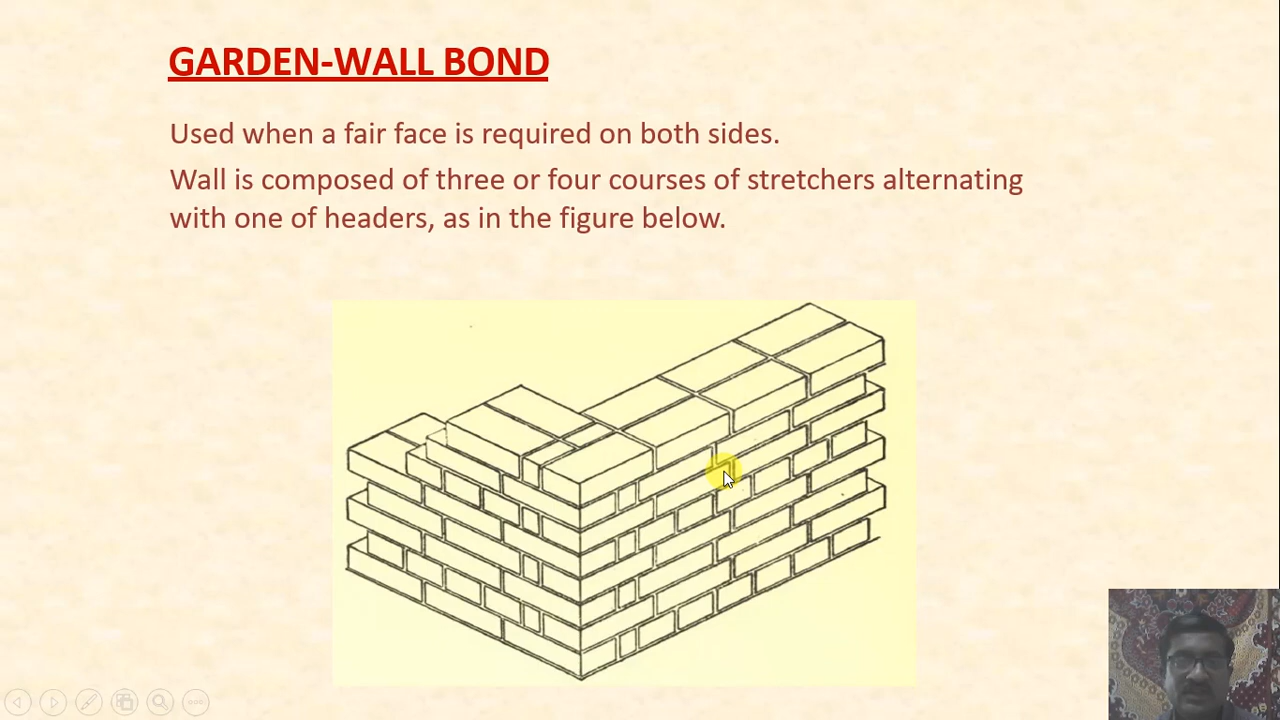 GARDEN-WALL BOND
Used when a fair face is required on both sides.
Wall is composed of three or four courses of stretchers alternating
with one of headers, as in the figure below.